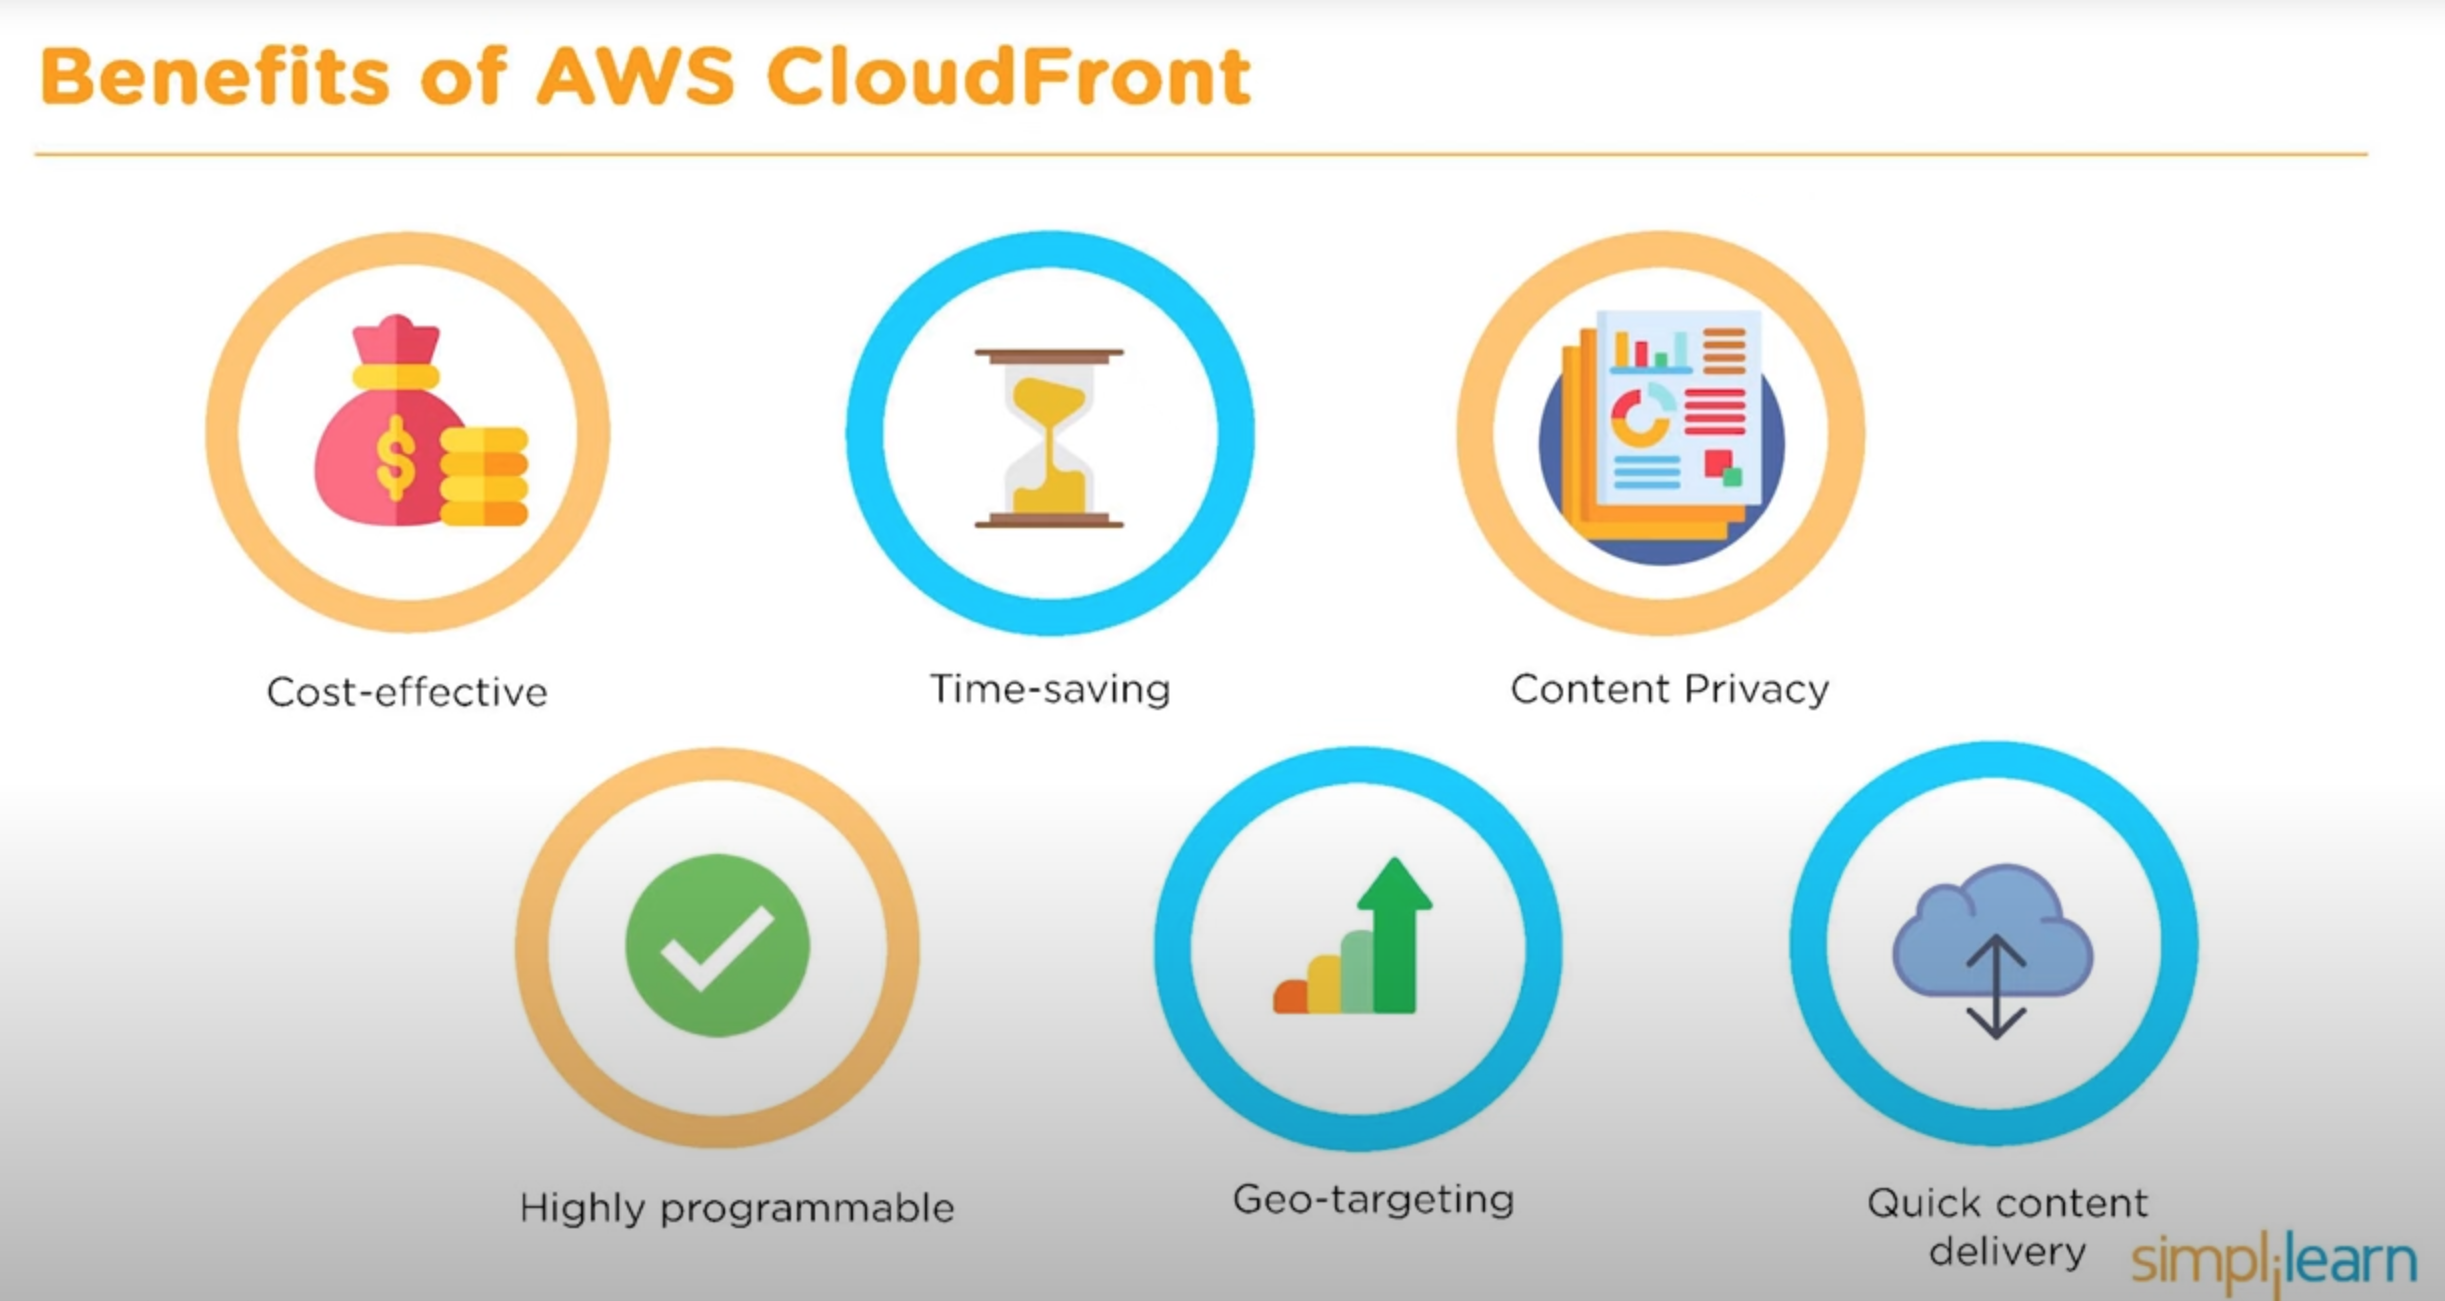 Benefits of AWS CloudFront
$
Cost-effective
Time-saving
Content Privacy
Highly programmable
Geo-targeting
Quick content
delivery
simplilearn